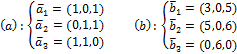 (a): { ā₁ = (1,0,1)
ā₂ = (0,1,1)
ā₃ = (1,1,0)
(b): { b̄₁ = (3,0,5)
b̄₂ = (5,0,6)
b̄₃ = (0,6,0)